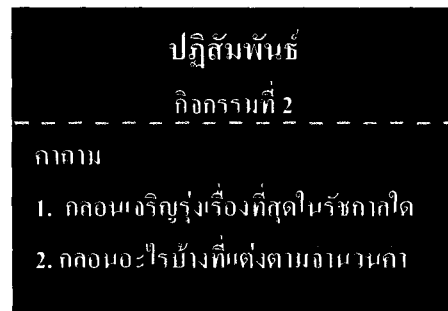 ปฏิสัมพันธ์
กิจกรรมที่ 2
คำถาม
1. กลอนเจริญรุ่งเรื่องที่สุดในรัชกาลใด
2. กลอนอะไรบ้างที่แต่งตามจำนวนคำ